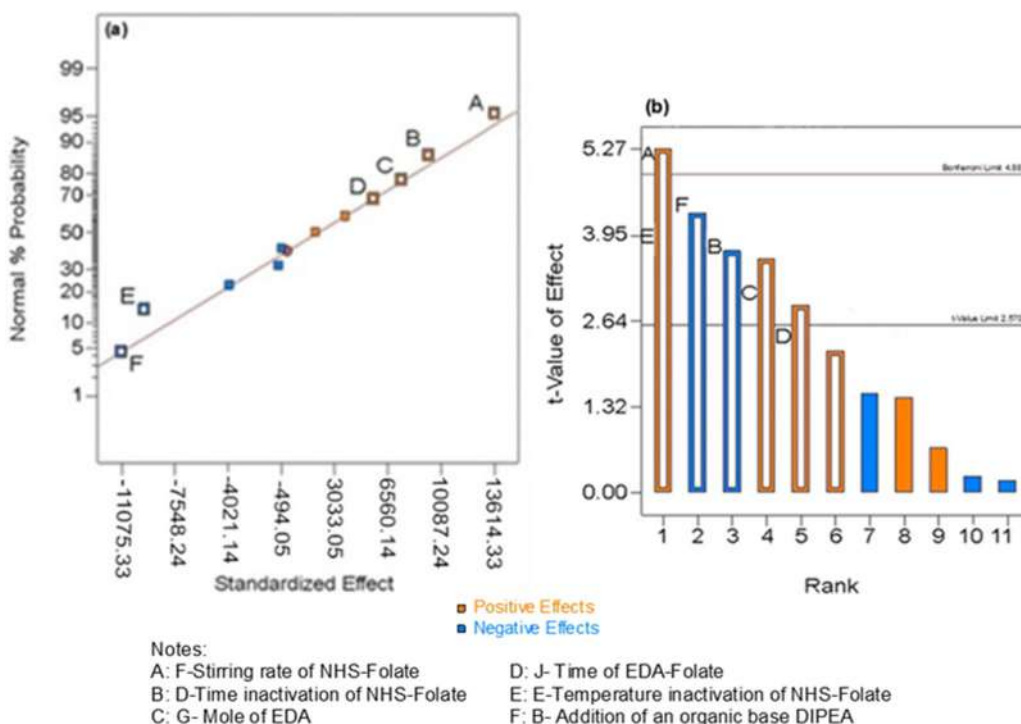 (a)
99
95
90
80
70
50
30
20
10
5
1
Normal % Probability
A
B
C
D
E
F
-11075.33
-7548.24
-4021.14
-494.05
3033.05
6560.14
10087.24
13614.33
Standardized Effect
(b)
5.27
3.95
2.64
1.32
0.00
t-Value of Effect
A
F
E
B
C
D
Bonferroni Limit
t-Value Limit
1 2 3 4 5 6 7 8 9 10 11
Rank
Positive Effects
Negative Effects
Notes:
A: F-Stirring rate of NHS-Folate
B: D-Time inactivation of NHS-Folate
C: G- Mole of EDA
D: J- Time of EDA-Folate
E: E-Temperature inactivation of NHS-Folate
F: B- Addition of an organic base DIPEA